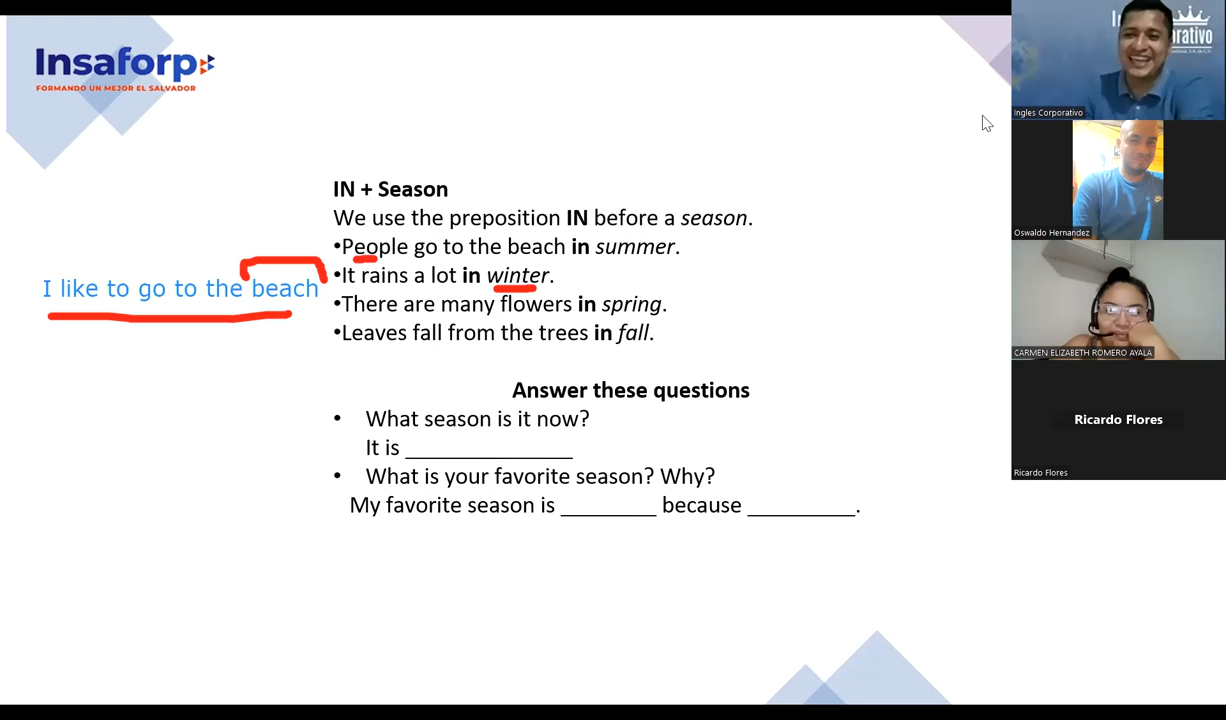 Insaforp
FORMANDO UN MEJOR EL SALVADOR
IN + Season
We use the preposition IN before a season.
•People go to the beach in summer.
•It rains a lot in winter.
•There are many flowers in spring.
•Leaves fall from the trees in fall.
I like to go to the beach
Answer these questions
• What season is it now?
It is _______________
• What is your favorite season? Why?
My favorite season is ________ because _________.
Ingles Corporativo
Oswaldo Hernandez
CARMEN ELIZABETH ROMERO AYALA
Ricardo Flores
Ricardo Flores